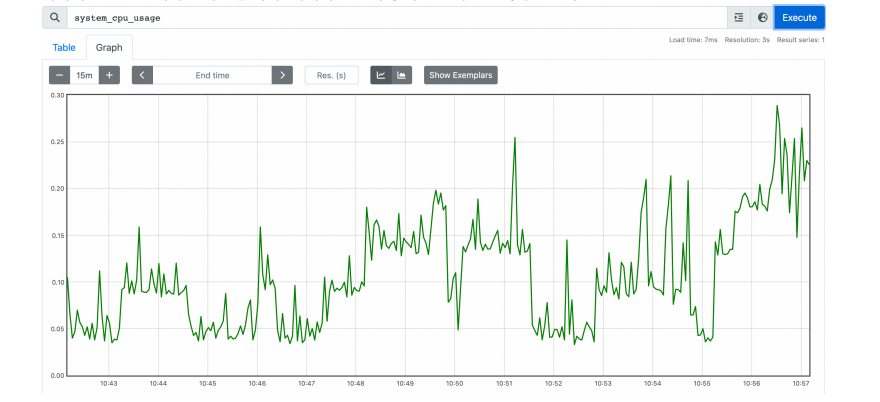 system_cpu_usage
Execute
Load time: 7ms Resolution: 3s Result series: 1
Table Graph
− 15m + < End time > Res. (s) Show Exemplars
0.30
0.25
0.20
0.15
0.10
0.05
0.00
10:43 10:44 10:45 10:46 10:47 10:48 10:49 10:50 10:51 10:52 10:53 10:54 10:55 10:56 10:57